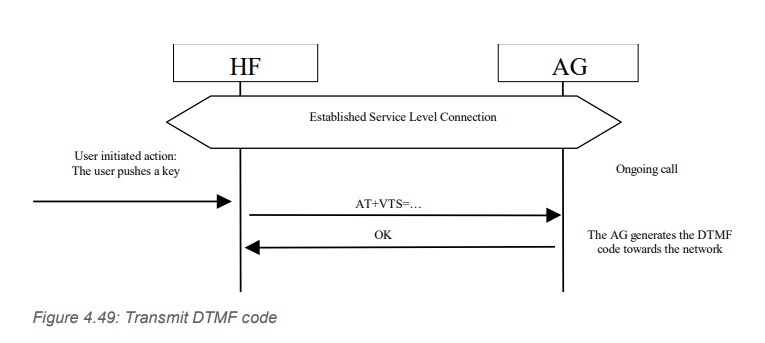 HF
AG
Established Service Level Connection
User initiated action:
The user pushes a key
Ongoing call
AT+VTS=…
OK
The AG generates the DTMF
code towards the network
Figure 4.49: Transmit DTMF code